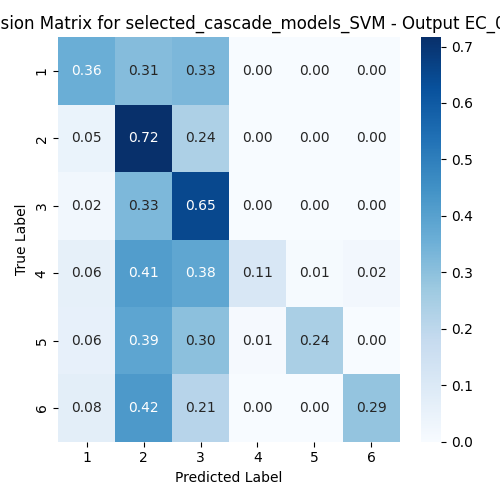 sion Matrix for selected_cascade_models_SVM - Output EC_0
1 0.36 0.31 0.33 0.00 0.00 0.00
2 0.05 0.72 0.24 0.00 0.00 0.00
3 0.02 0.33 0.65 0.00 0.00 0.00
4 0.06 0.41 0.38 0.11 0.01 0.02
5 0.06 0.39 0.30 0.01 0.24 0.00
6 0.08 0.42 0.21 0.00 0.00 0.29
1 2 3 4 5 6
Predicted Label
True Label
0.7
0.6
0.5
0.4
0.3
0.2
0.1
0.0